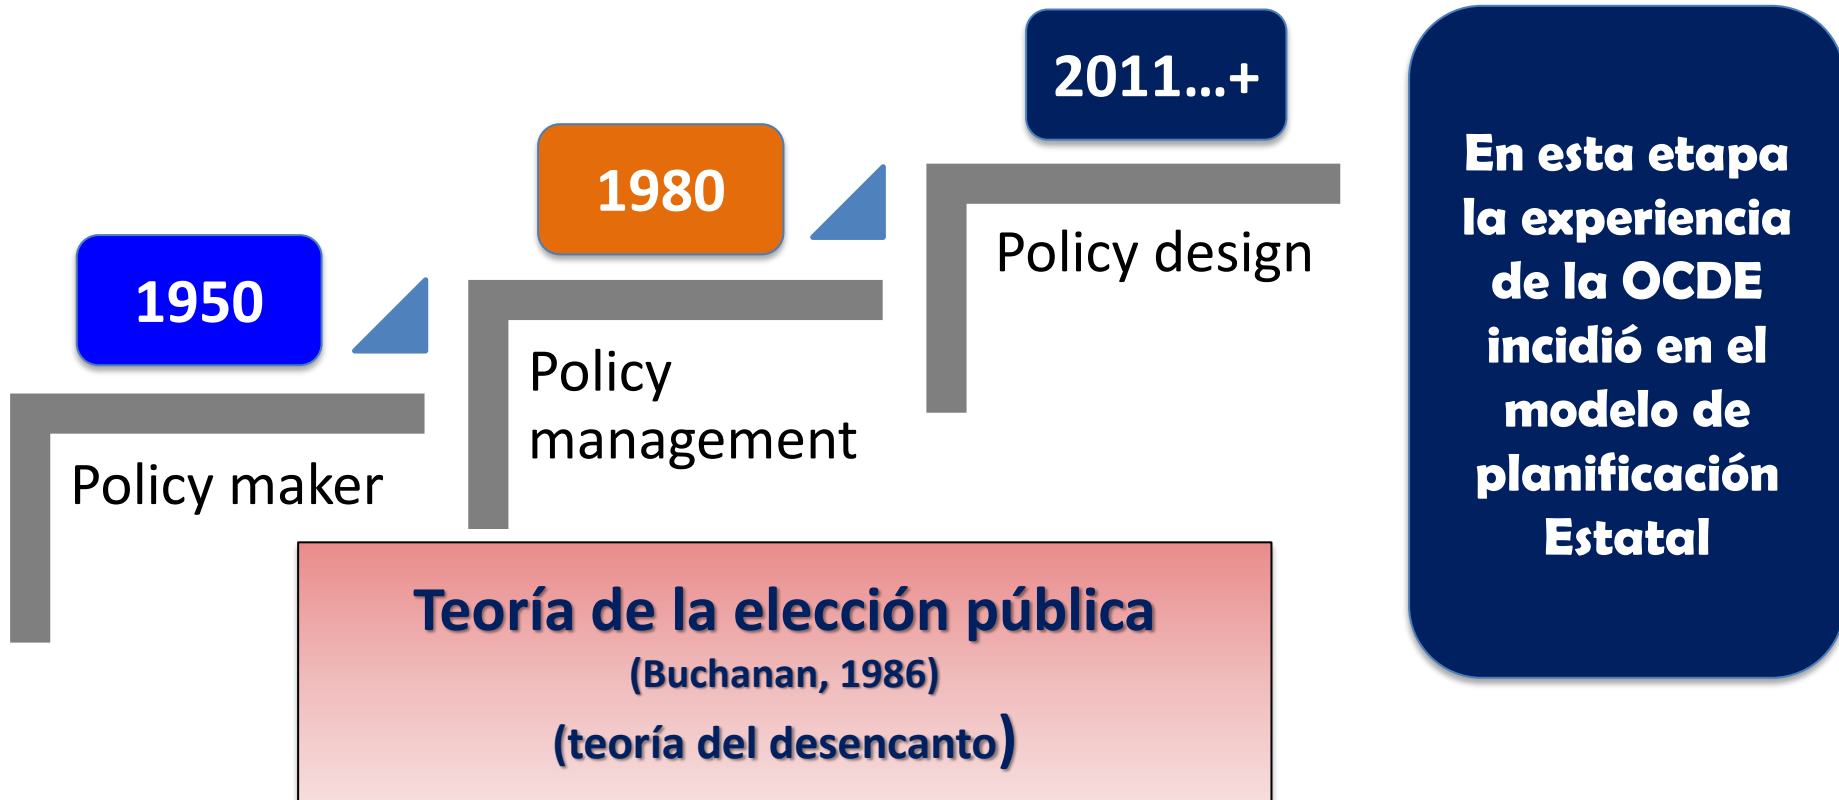 1950
Policy maker
1980
Policy
management
2011...+
Policy design
Teoría de la elección pública
(Buchanan, 1986)
(teoría del desencanto)
En esta etapa
la experiencia
de la OCDE
incidió en el
modelo de
planificación
Estatal